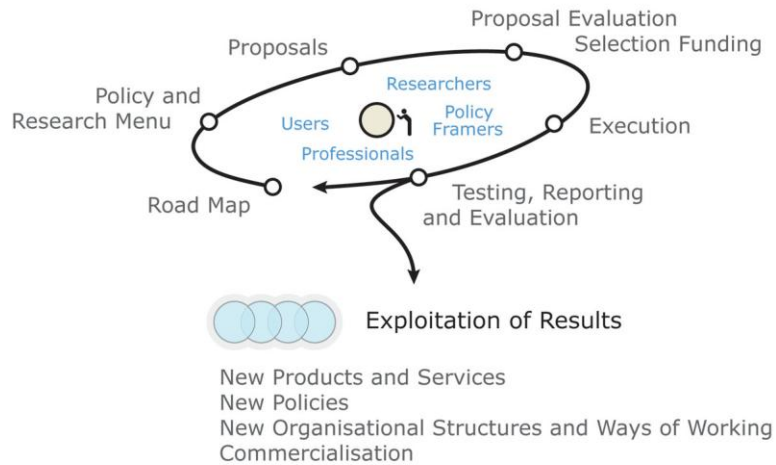 Proposal Evaluation
Selection Funding
Proposals
Researchers
Policy and
Research Menu
Users
Policy
Framers
Execution
Professionals
Road Map
Testing, Reporting
and Evaluation
Exploitation of Results
New Products and Services
New Policies
New Organisational Structures and Ways of Working
Commercialisation